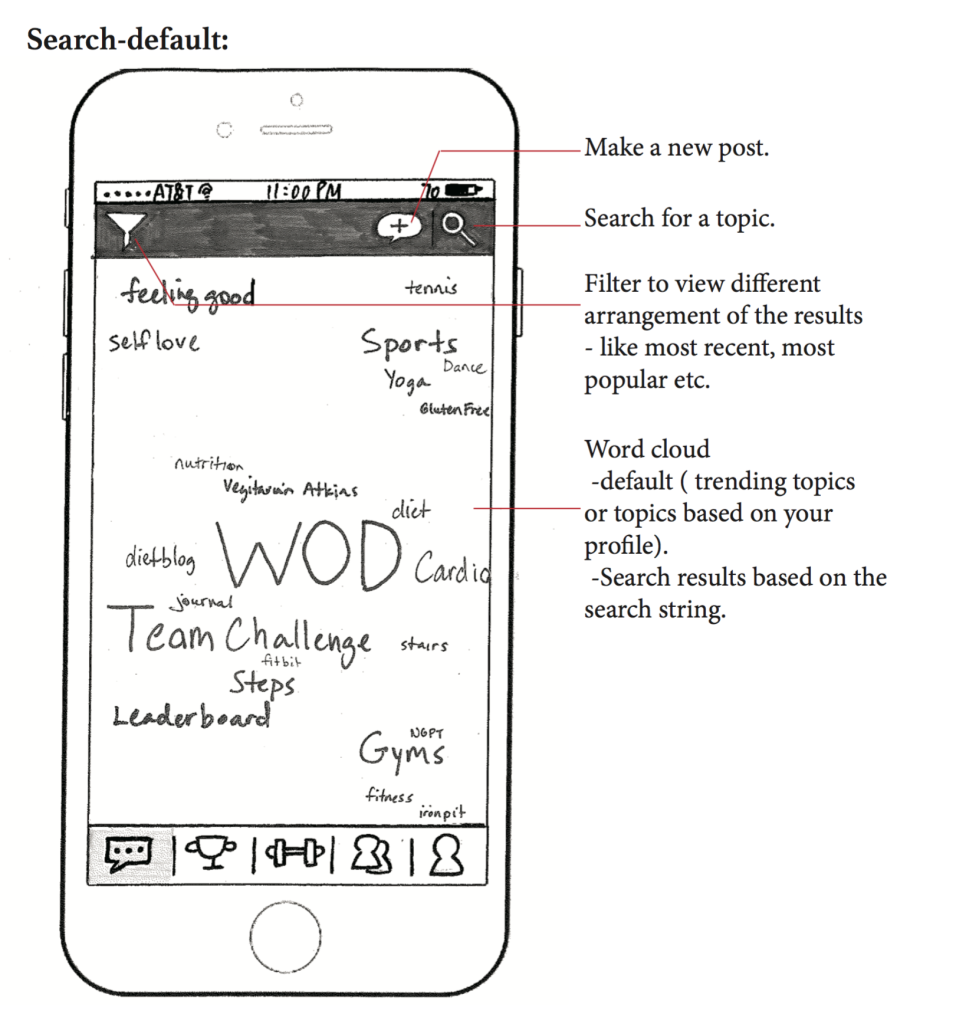 Search-default:
Make a new post.
AT&T
11:00 PM
70
Search for a topic.
Filter to view different
arrangement of the results
- like most recent, most
popular etc.
feeling good
tennis
self love
Sports
Dance
Yoga
Gluten Free
Word cloud
-default ( trending topics
or topics based on your
profile).
-Search results based on the
search string.
nutrition
Vegitarain Atkins
diet
WOD
dietblog
Cardio
journal
Team Challenge
stairs
fitbit
Steps
Leaderboard
NGPT
Gyms
fitness
ironpit